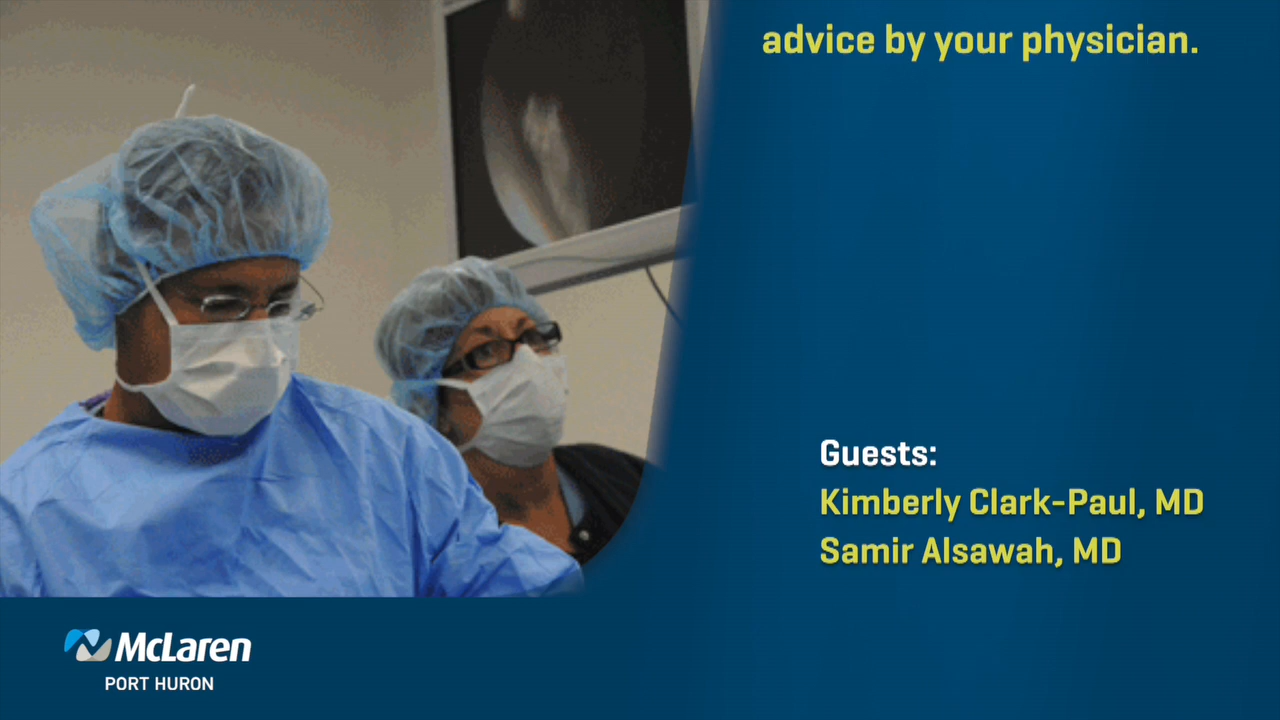 advice by your physician.
Guests:
Kimberly Clark-Paul, MD
Samir Alsawah, MD
McLaren
PORT HURON